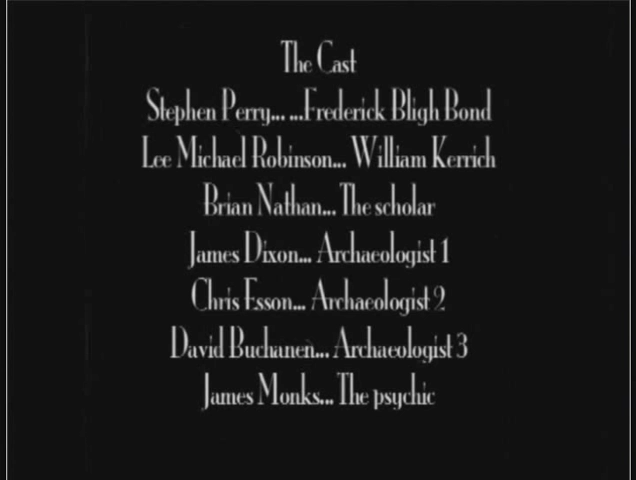 The Cast
Stephen Perry... ...Frederick Bligh Bond
Lee Michael Robinson... William Kerrich
Brian Nathan... The scholar
James Dixon... Archaeologist 1
Chris Esson... Archaeologist 2
David Buchanen... Archaeologist 3
James Monks... The psychic